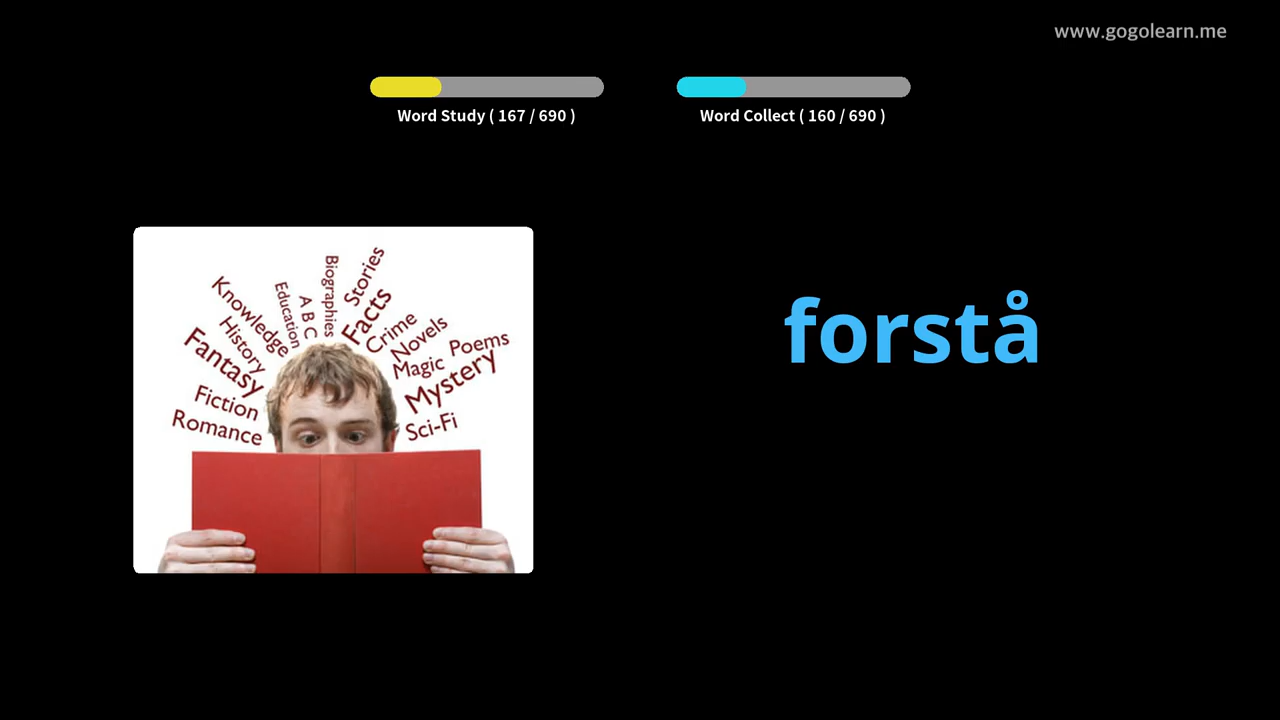 www.gogolearn.me
Word Study ( 167 / 690 )
Word Collect ( 160 / 690 )
Biographies
Stories
Education
A B C
Facts
Knowledge
History
Crime
Novels
Poems
Fantasy
Magic
Mystery
Fiction
Romance
Sci-Fi
forstå